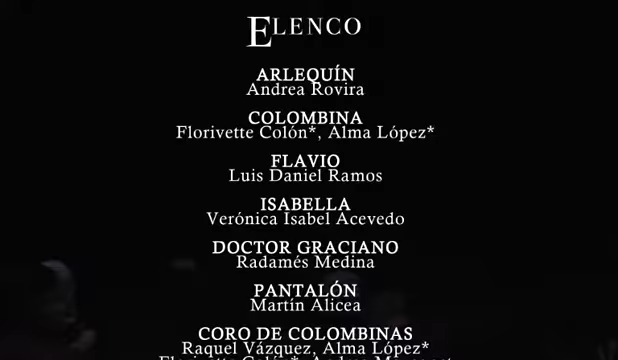 ELENCO
ARLEQUÍN
Andrea Rovira
COLOMBINA
Florivette Colón*, Alma López*
FLAVIO
Luis Daniel Ramos
ISABELLA
Verónica Isabel Acevedo
DOCTOR GRACIANO
Radamés Medina
PANTALÓN
Martín Alicea
CORO DE COLOMBINAS
Raquel Vázquez, Alma López*